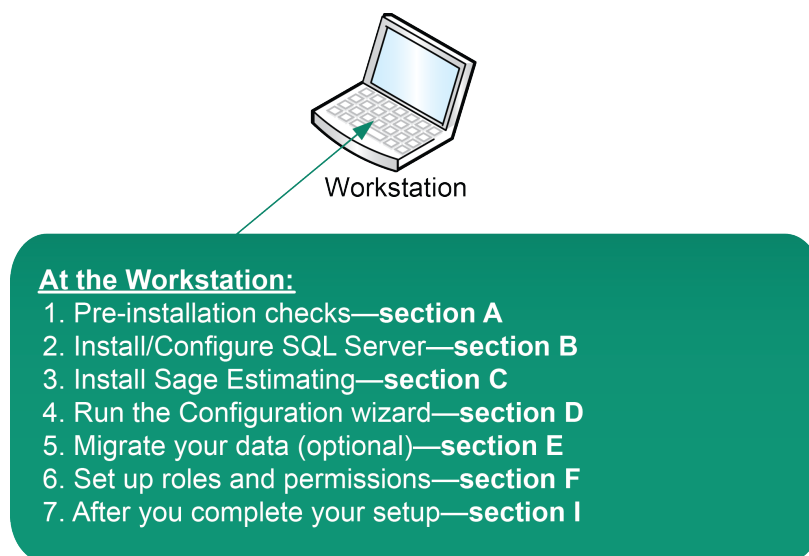 Workstation
At the Workstation:
1. Pre-installation checks—section A
2. Install/Configure SQL Server—section B
3. Install Sage Estimating—section C
4. Run the Configuration wizard—section D
5. Migrate your data (optional)—section E
6. Set up roles and permissions—section F
7. After you complete your setup—section I